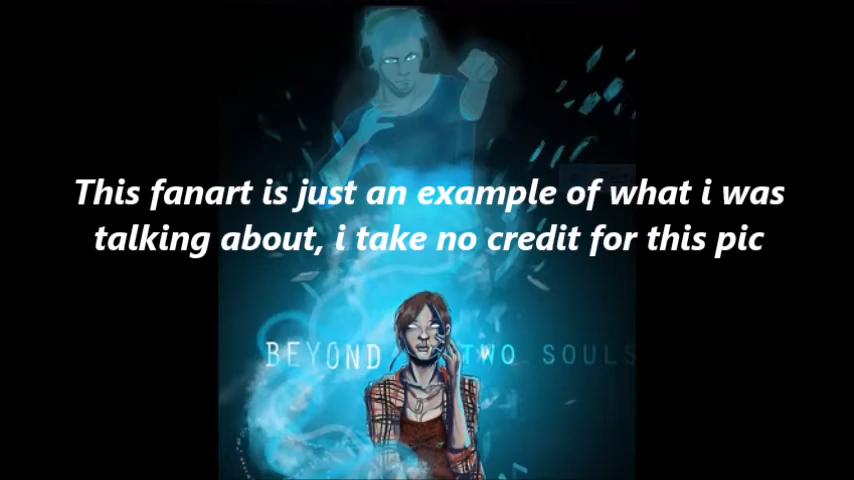 This fanart is just an example of what i was
talking about, i take no credit for this pic
BEYOND TWO SOULS